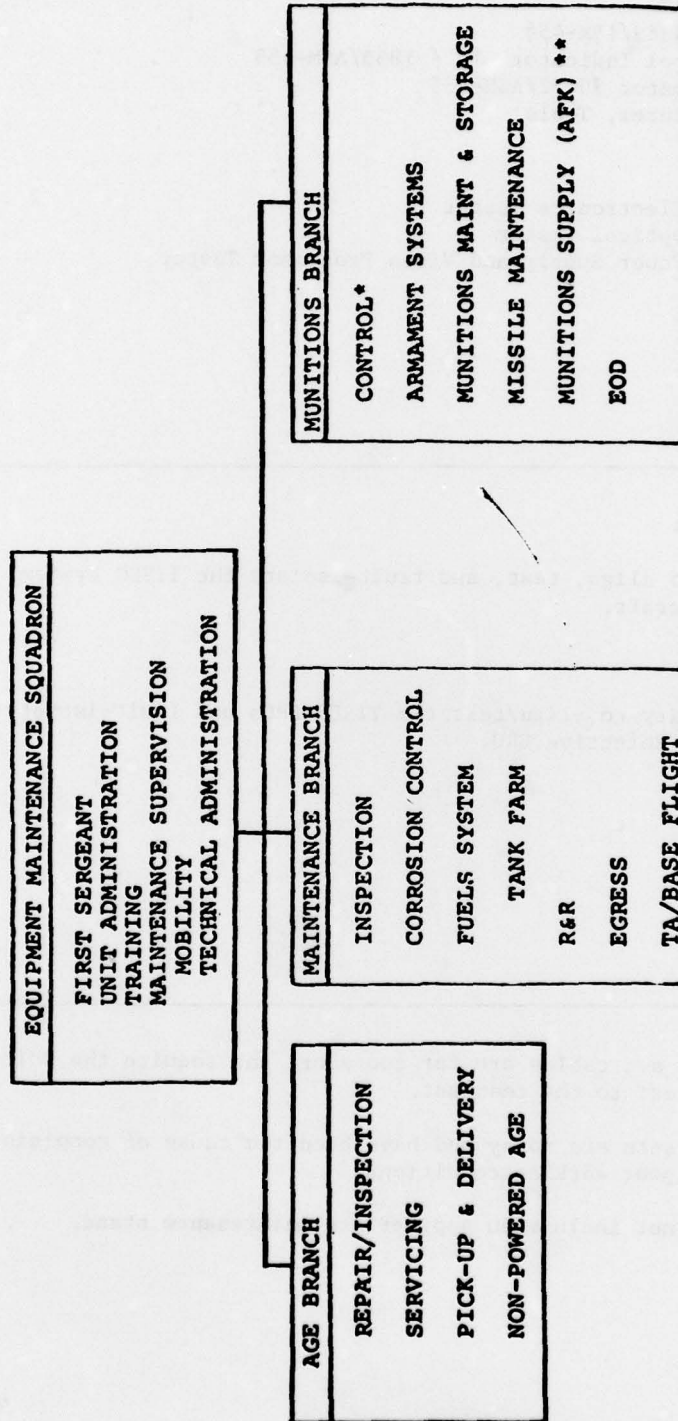 EQUIPMENT MAINTENANCE SQUADRON
FIRST SERGEANT
UNIT ADMINISTRATION
TRAINING
MAINTENANCE SUPERVISION
MOBILITY
TECHNICAL ADMINISTRATION
AGE BRANCH
REPAIR/INSPECTION
SERVICING
PICK-UP & DELIVERY
NON-POWERED AGE
MAINTENANCE BRANCH
INSPECTION
CORROSION CONTROL
FUELS SYSTEM
TANK FARM
R&R
EGRESS
TA/BASE FLIGHT
MUNITIONS BRANCH
CONTROL*
ARMAMENT SYSTEMS
MUNITIONS MAINT & STORAGE
MISSILE MAINTENANCE
MUNITIONS SUPPLY (AFK)**
EOD